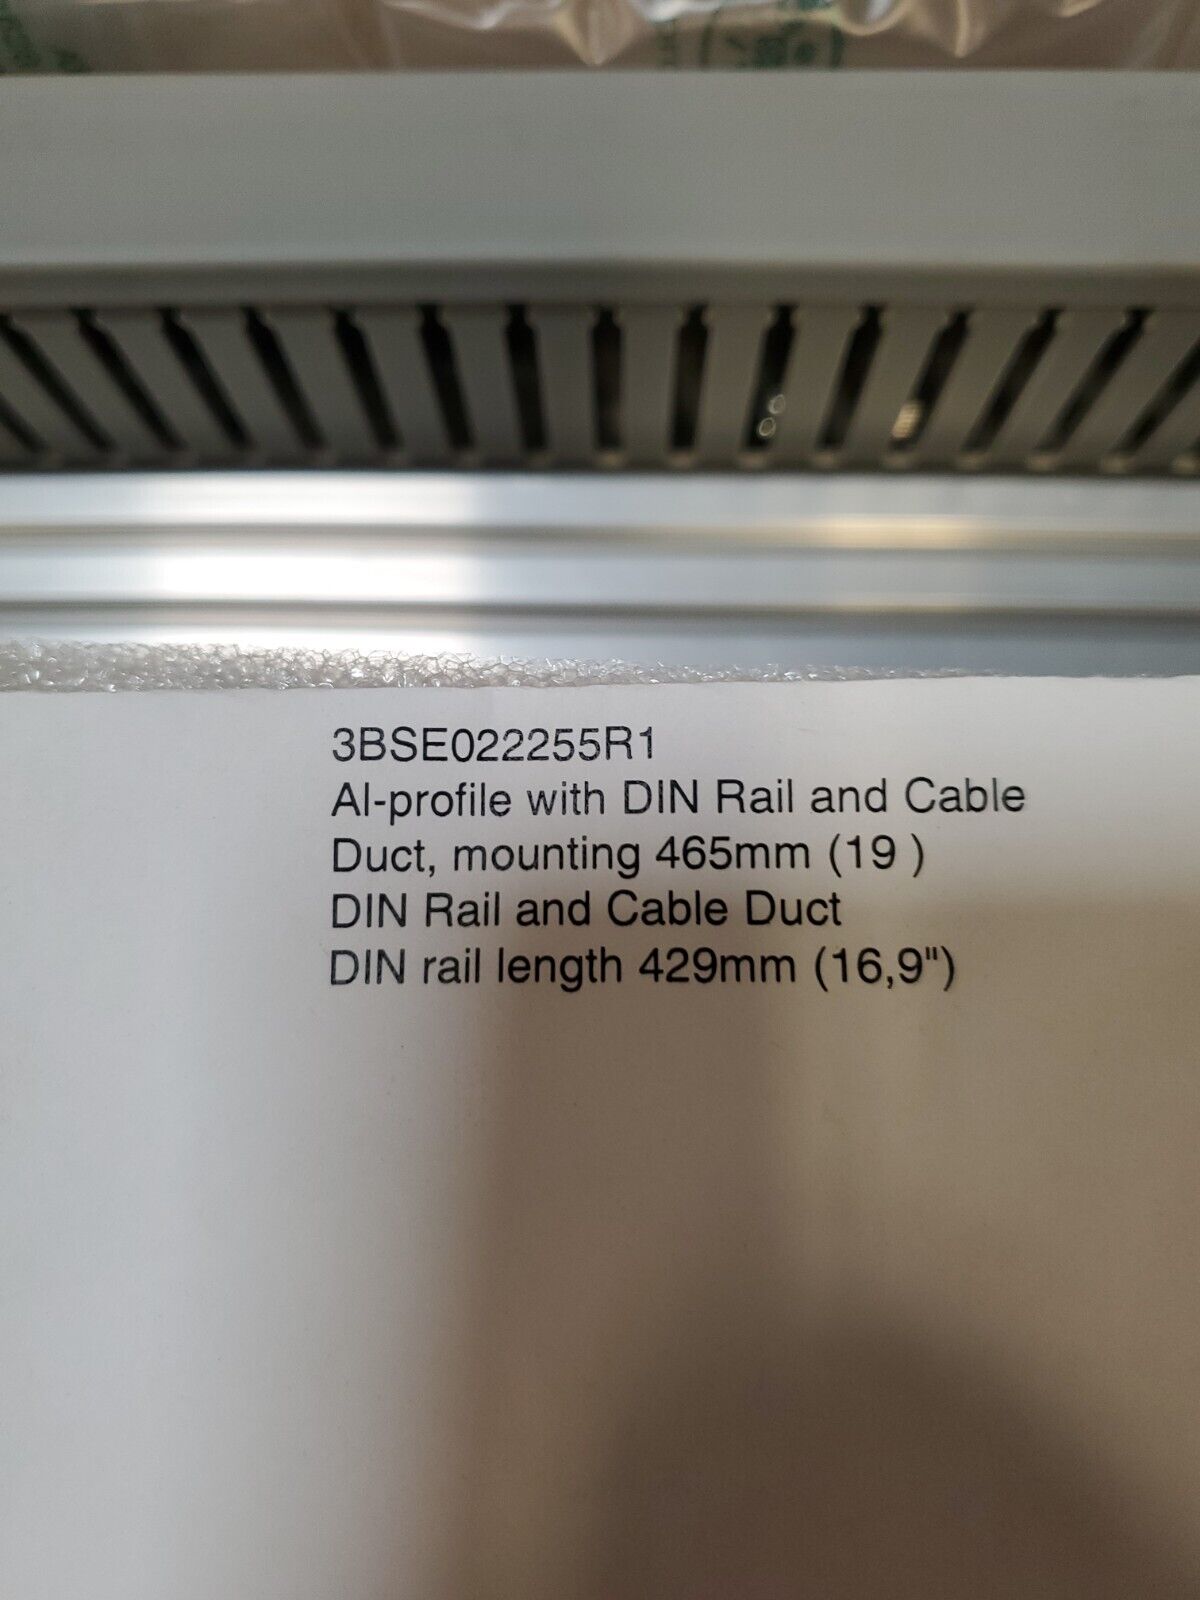 3BSE022255R1
Al-profile with DIN Rail and Cable
Duct, mounting 465mm (19 )
DIN Rail and Cable Duct
DIN rail length 429mm (16,9")